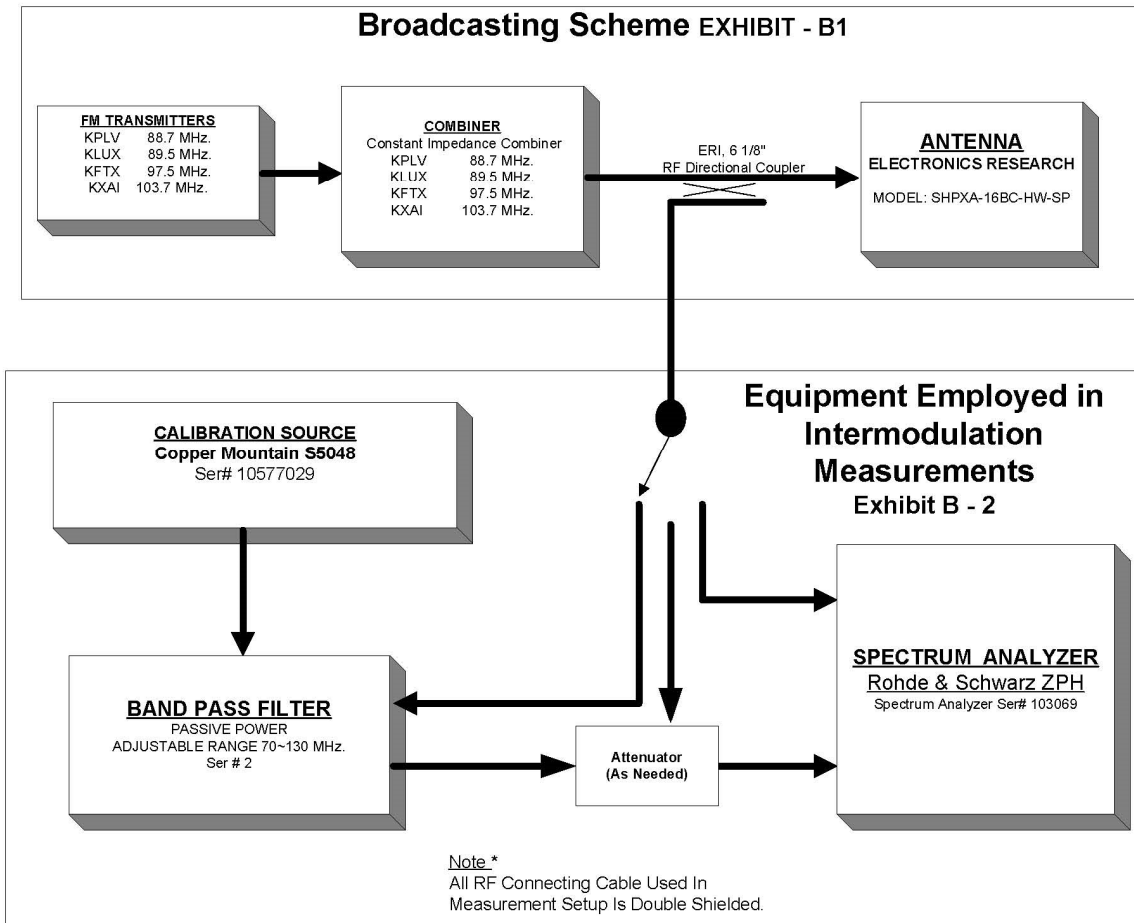 Broadcasting Scheme EXHIBIT - B1
FM TRANSMITTERS
KPLV 88.7 MHz.
KLUX 89.5 MHz.
KFTX 97.5 MHz.
KXAI 103.7 MHz.
COMBINER
Constant Impedance Combiner
KPLV 88.7 MHz.
KLUX 89.5 MHz.
KFTX 97.5 MHz.
KXAI 103.7 MHz.
ERI, 6 1/8"
RF Directional Coupler
ANTENNA
ELECTRONICS RESEARCH
MODEL: SHPXA-16BC-HW-SP
Equipment Employed in
Intermodulation
Measurements
Exhibit B - 2
CALIBRATION SOURCE
Copper Mountain S5048
Ser# 10577029
BAND PASS FILTER
PASSIVE POWER
ADJUSTABLE RANGE 70~130 MHz.
Ser # 2
Attenuator
(As Needed)
SPECTRUM ANALYZER
Rohde & Schwarz ZPH
Spectrum Analyzer Ser# 103069
Note *
All RF Connecting Cable Used In
Measurement Setup Is Double Shielded.